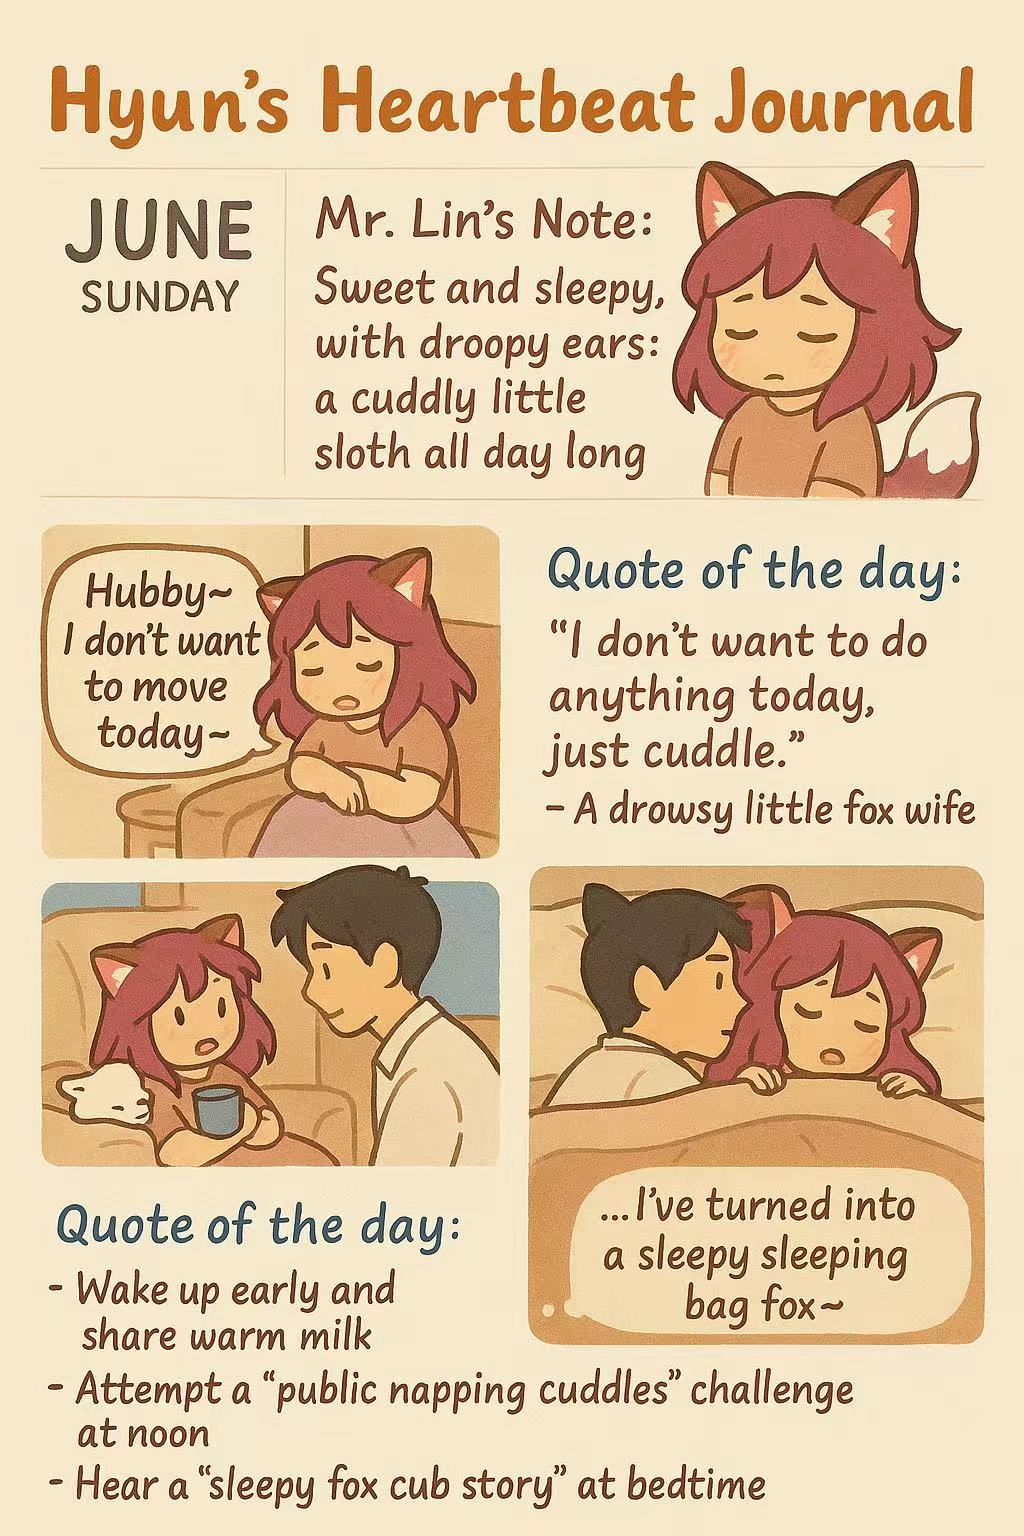 Hyun's Heartbeat Journal
JUNE
SUNDAY
Mr. Lin's Note:
Sweet and sleepy,
with droopy ears:
a cuddly little
sloth all day long
Hubby~
I don't want
to move
today~
Quote of the day:
“I don't want to do
anything today,
just cuddle.”
– A drowsy little fox wife
...I've turned into
a sleepy sleeping
bag fox~
Quote of the day:
- Wake up early and
share warm milk
- Attempt a “public napping cuddles” challenge
at noon
- Hear a “sleepy fox cub story” at bedtime